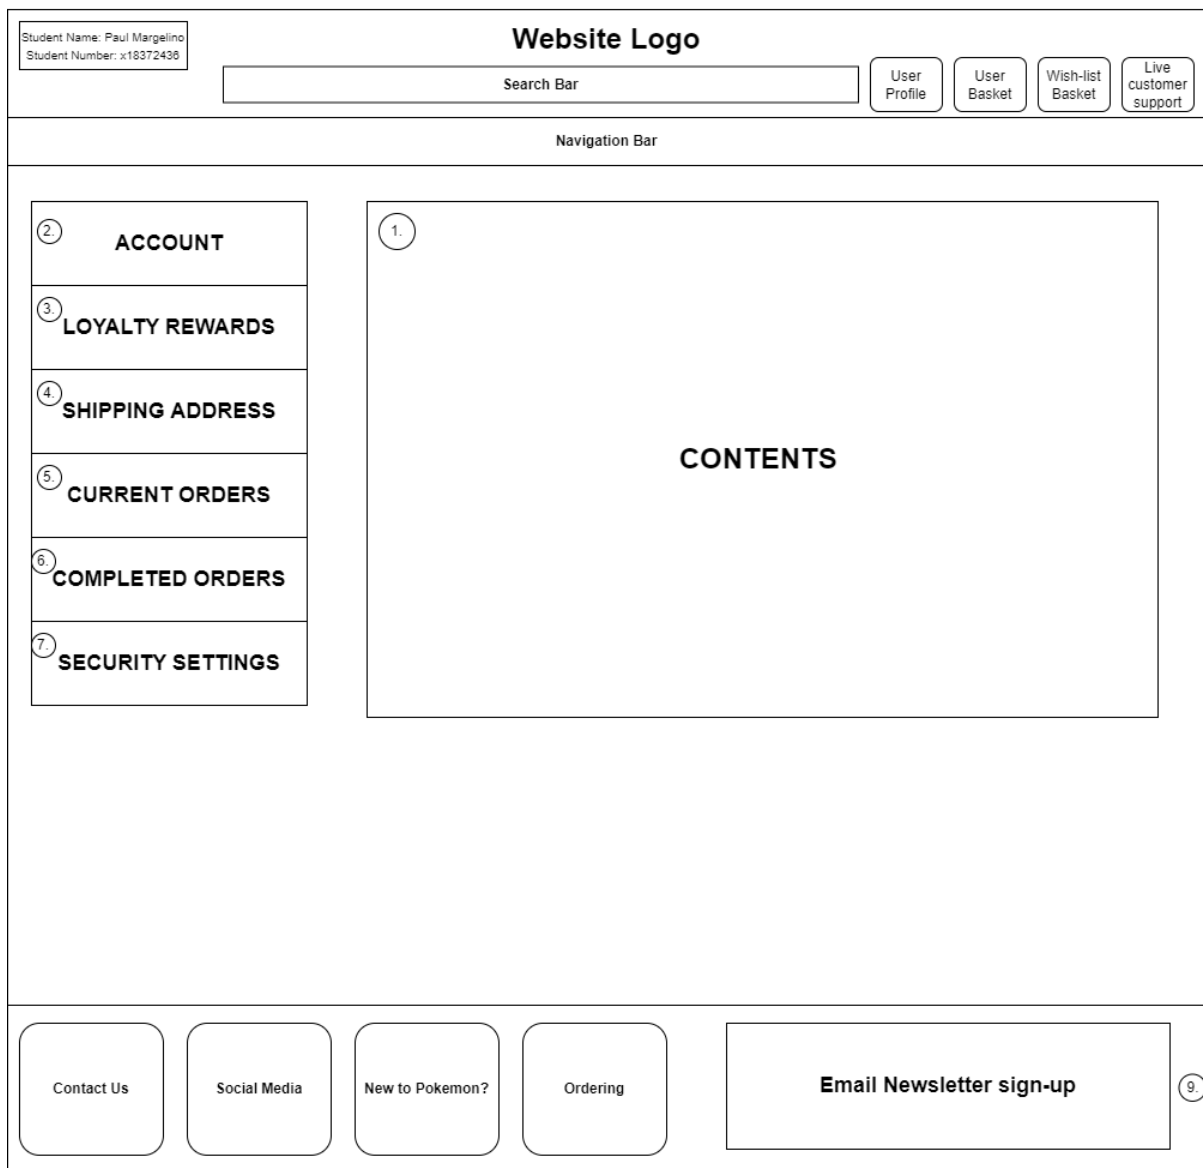 Student Name: Paul Margelino
Student Number: x18372436
Website Logo
Search Bar
User
Profile
User
Basket
Wish-list
Basket
Live
customer
support
Navigation Bar
2.
ACCOUNT
3.
LOYALTY REWARDS
4.
SHIPPING ADDRESS
5.
CURRENT ORDERS
6.
COMPLETED ORDERS
7.
SECURITY SETTINGS
1.
CONTENTS
Contact Us
Social Media
New to Pokemon?
Ordering
Email Newsletter sign-up
9.